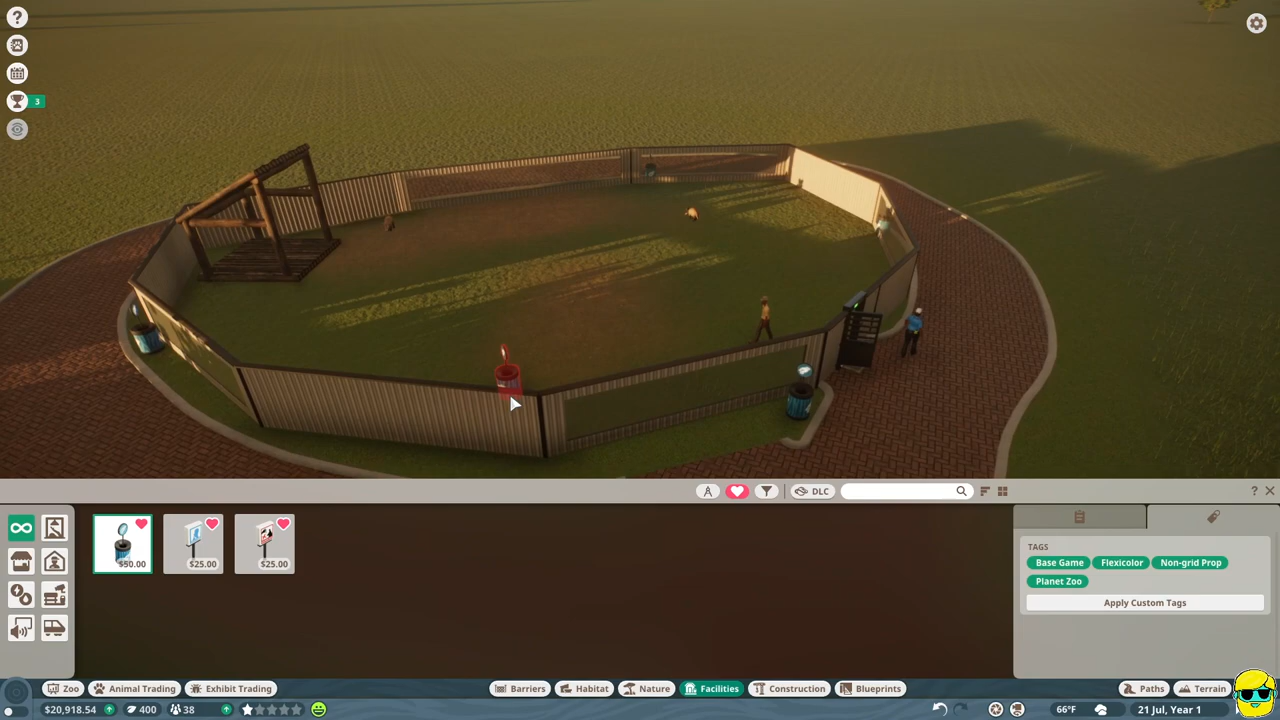 ?
3
DLC
?
$50.00
$25.00
$25.00
TAGS
Base Game
Flexicolor
Non-grid Prop
Planet Zoo
Apply Custom Tags
Zoo
Animal Trading
Exhibit Trading
Barriers
Habitat
Nature
Facilities
Construction
Blueprints
Paths
Terrain
$20,918.54
400
38
66°F
21 Jul, Year 1